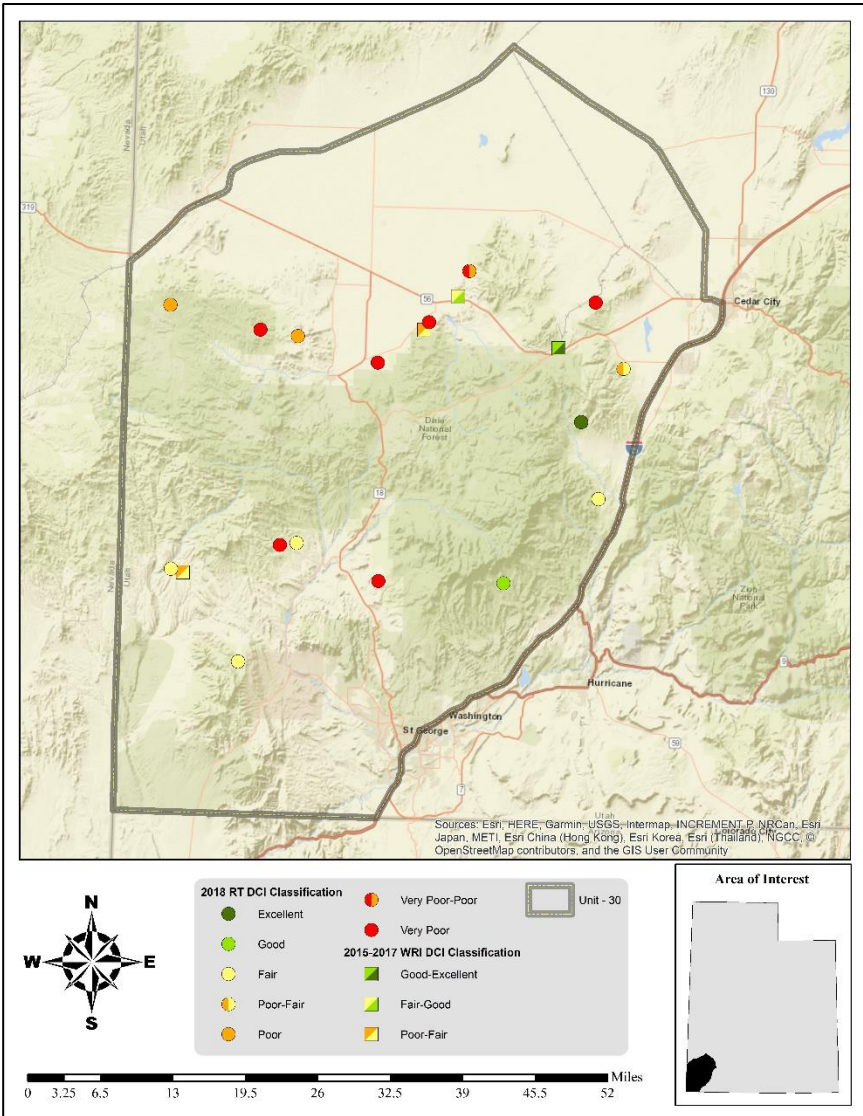 Nevada
Utah
130
319
56
Cedar City
Dixie
National
Forest
18
Nevada
Utah
Zion
National
Park
9
Hurricane
Washington
St George
59
7
Utah
Colorado City
Sources: Esri, HERE, Garmin, USGS, Intermap, INCREMENT P, NRCan, Esri
Japan, METI, Esri China (Hong Kong), Esri Korea, Esri (Thailand), NGCC, ©
OpenStreetMap contributors, and the GIS User Community
N
W
E
S
2018 RT DCI Classification
Excellent
Good
Fair
Poor-Fair
Poor
Very Poor-Poor
Very Poor
2015-2017 WRI DCI Classification
Good-Excellent
Fair-Good
Poor-Fair
Unit - 30
Area of Interest
Miles
0 3.25 6.5 13 19.5 26 32.5 39 45.5 52